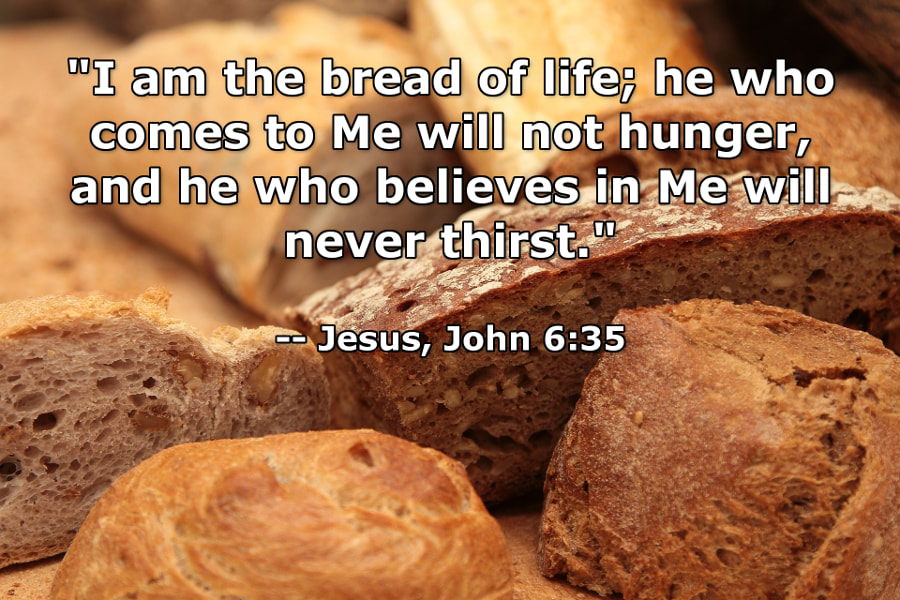 "I am the bread of life; he who
comes to Me will not hunger,
and he who believes in Me will
never thirst."
-- Jesus, John 6:35